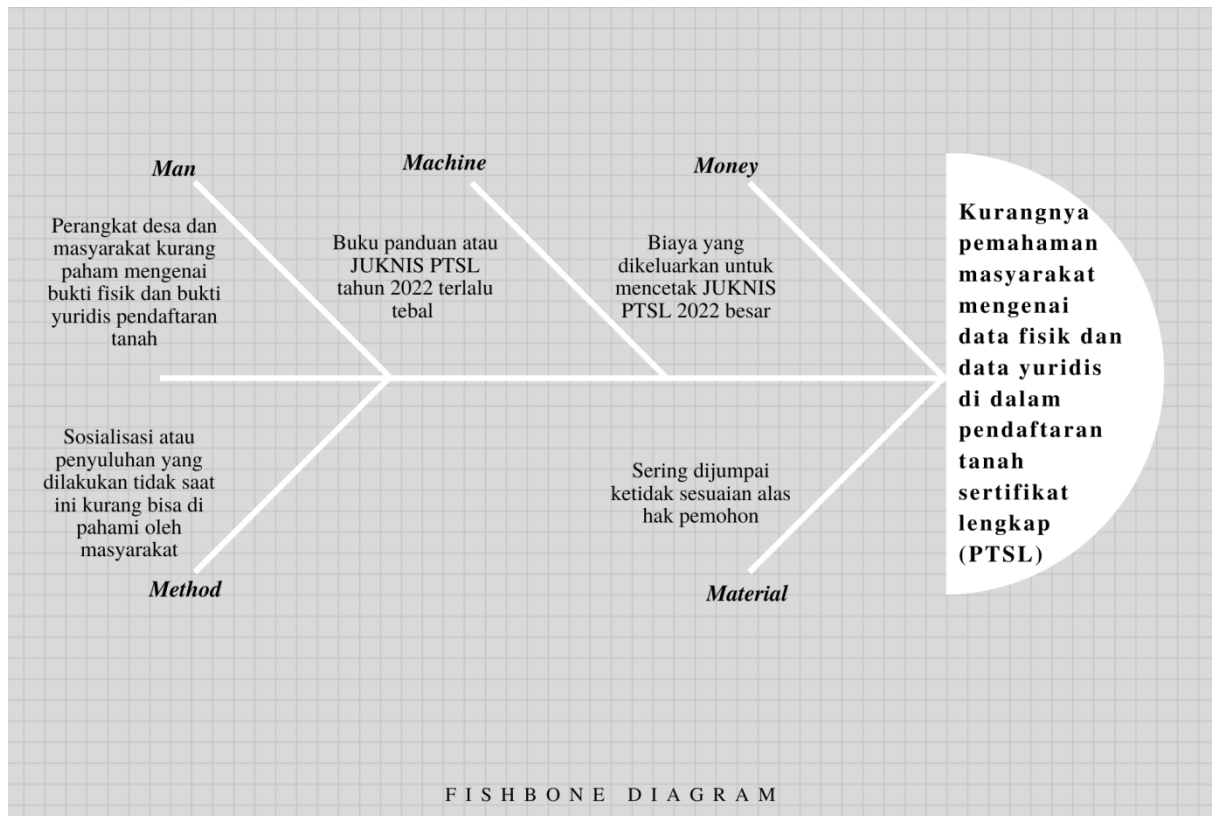 Man
Perangkat desa dan
masyarakat kurang
paham mengenai
bukti fisik dan bukti
yuridis pendaftaran
tanah
Machine
Buku panduan atau
JUKNIS PTSL
tahun 2022 terlalu
tebal
Money
Biaya yang
dikeluarkan untuk
mencetak JUKNIS
PTSL 2022 besar
Kurangnya
pemahaman
masyarakat
mengenai
data fisik dan
data yuridis
di dalam
pendaftaran
tanah
sertifikat
lengkap
(PTSL)
Sosialisasi atau
penyuluhan yang
dilakukan tidak saat
ini kurang bisa di
pahami oleh
masyarakat
Method
Sering dijumpai
ketidak sesuaian alas
hak pemohon
Material
FISHBONE DIAGRAM